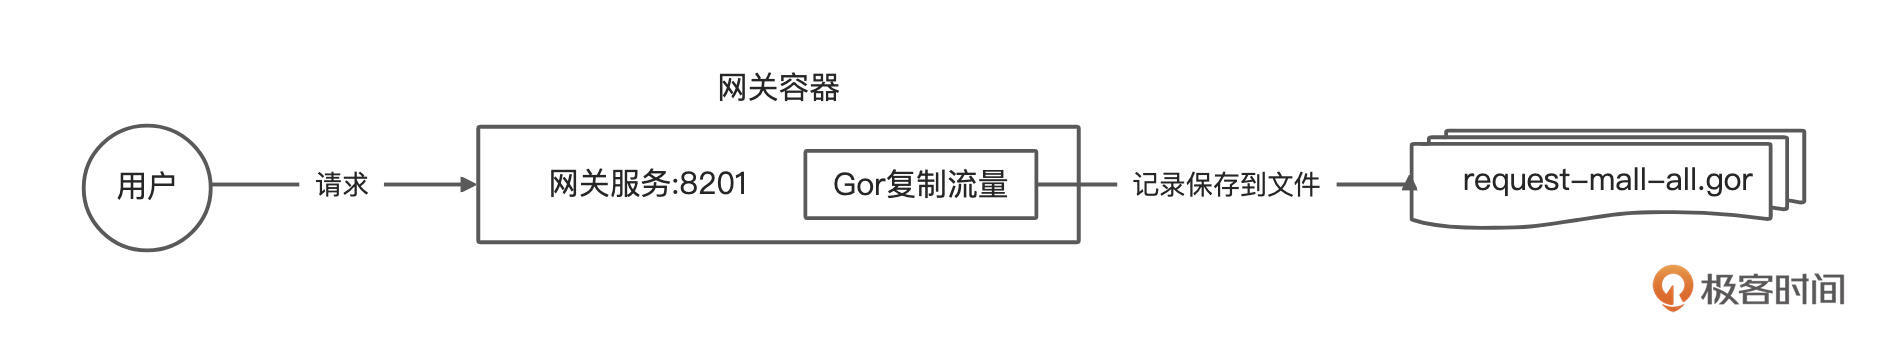 网关容器
用户
请求
网关服务:8201
Gor复制流量
记录保存到文件
request-mall-all.gor
极客时间